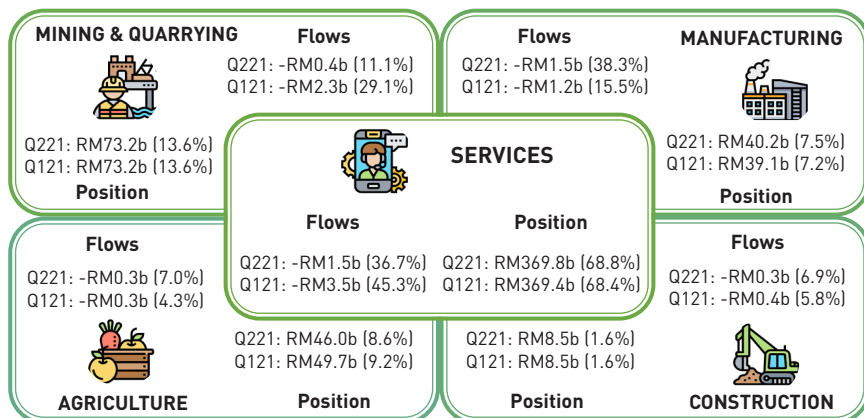 MINING & QUARRYING
Flows
Q221: -RM0.4b (11.1%)
Q121: -RM2.3b (29.1%)
Q221: RM73.2b (13.6%)
Q121: RM73.2b (13.6%)
Position
Flows
MANUFACTURING
Q221: -RM1.5b (38.3%)
Q121: -RM1.2b (15.5%)
Q221: RM40.2b (7.5%)
Q121: RM39.1b (7.2%)
Position
SERVICES
Flows
Q221: -RM1.5b (36.7%)
Q121: -RM3.5b (45.3%)
Position
Q221: RM369.8b (68.8%)
Q121: RM369.4b (68.4%)
Flows
Q221: -RM0.3b (7.0%)
Q121: -RM0.3b (4.3%)
Q221: RM46.0b (8.6%)
Q121: RM49.7b (9.2%)
AGRICULTURE
Position
Flows
Q221: -RM0.3b (6.9%)
Q121: -RM0.4b (5.8%)
Q221: RM8.5b (1.6%)
Q121: RM8.5b (1.6%)
Position
CONSTRUCTION